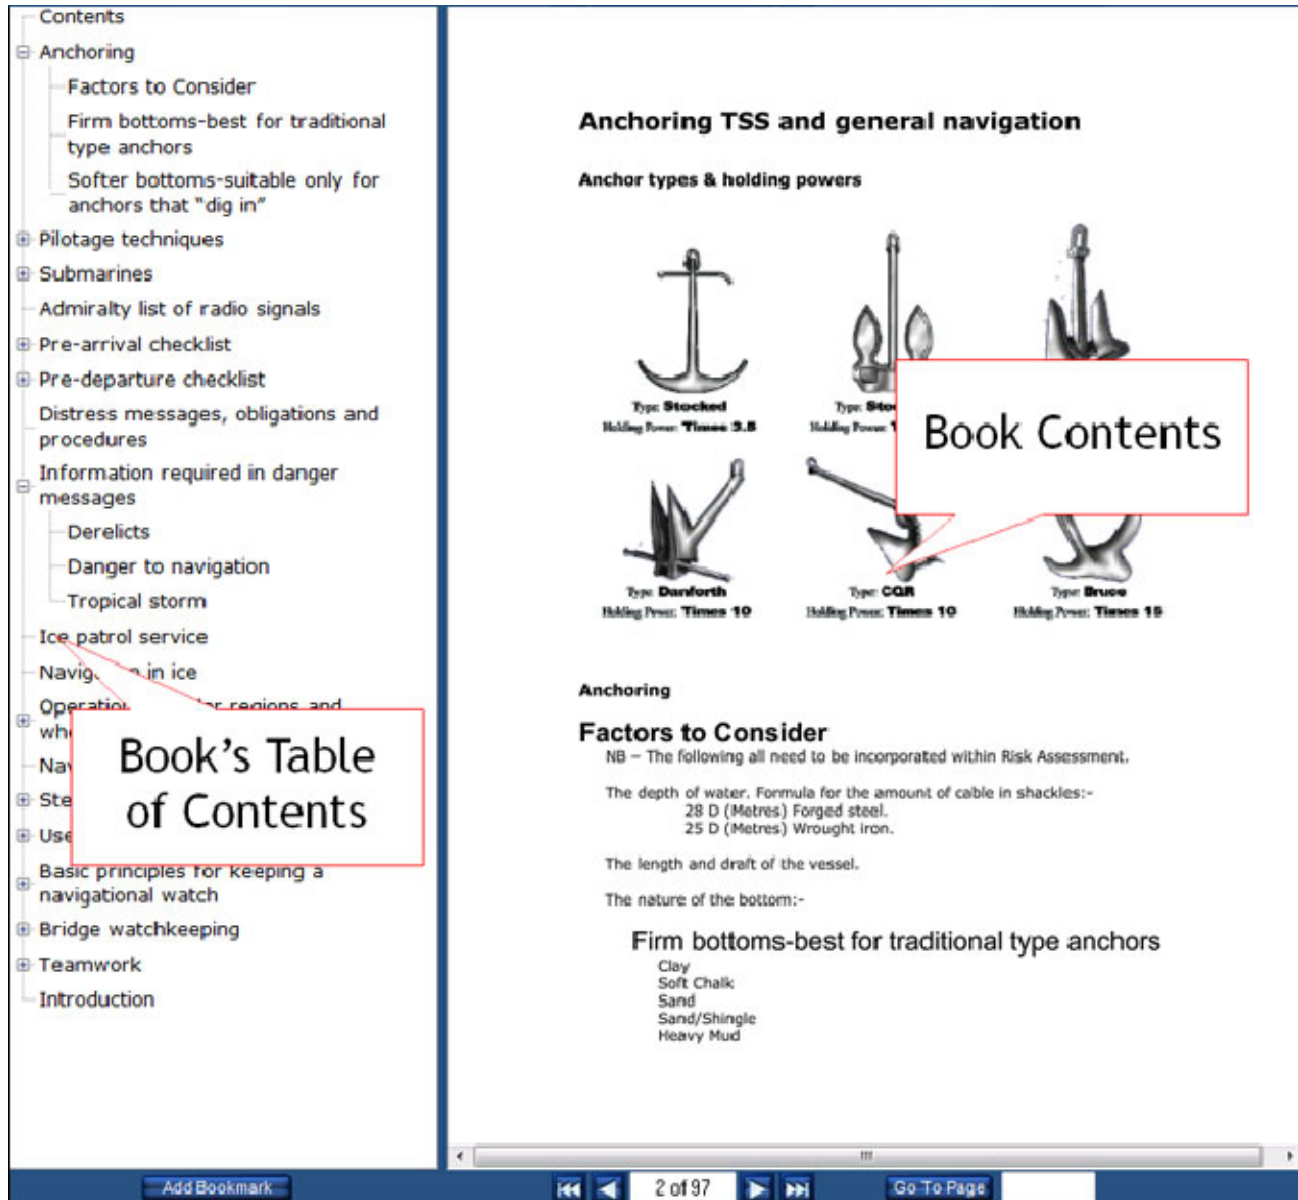 Contents
Anchoring
Factors to Consider
Firm bottoms-best for traditional
type anchors
Softer bottoms-suitable only for
anchors that "dig in"
Pilotage techniques
Submarines
Admiralty list of radio signals
Pre-arrival checklist
Pre-departure checklist
Distress messages, obligations and
procedures
Information required in danger
messages
Derelicts
Danger to navigation
Tropical storm
Ice patrol service
in ice
regions and
Book's Table
of Contents
Basic principles for keeping a
navigational watch
Bridge watchkeeping
Teamwork
Introduction
Add Bookmark
Anchoring TSS and general navigation
Anchor types & holding powers
Type: Stocked
Holding Power: Times 3.5
Type:
Holding Power:
Book Contents
Type: Danforth
Holding Power: Times 10
Type: CQR
Holding Power: Times 10
Type: Bruce
Holding Power: Times 15
Anchoring
Factors to Consider
NB – The following all need to be incorporated within Risk Assessment.
The depth of water. Formula for the amount of cable in shackles:-
28 D (Metres) Forged steel.
25 D (Metres) Wrought iron.
The length and draft of the vessel.
The nature of the bottom:-
Firm bottoms-best for traditional type anchors
Clay
Soft Chalk
Sand
Sand/Shingle
Heavy Mud
2 of 97
Go To Page